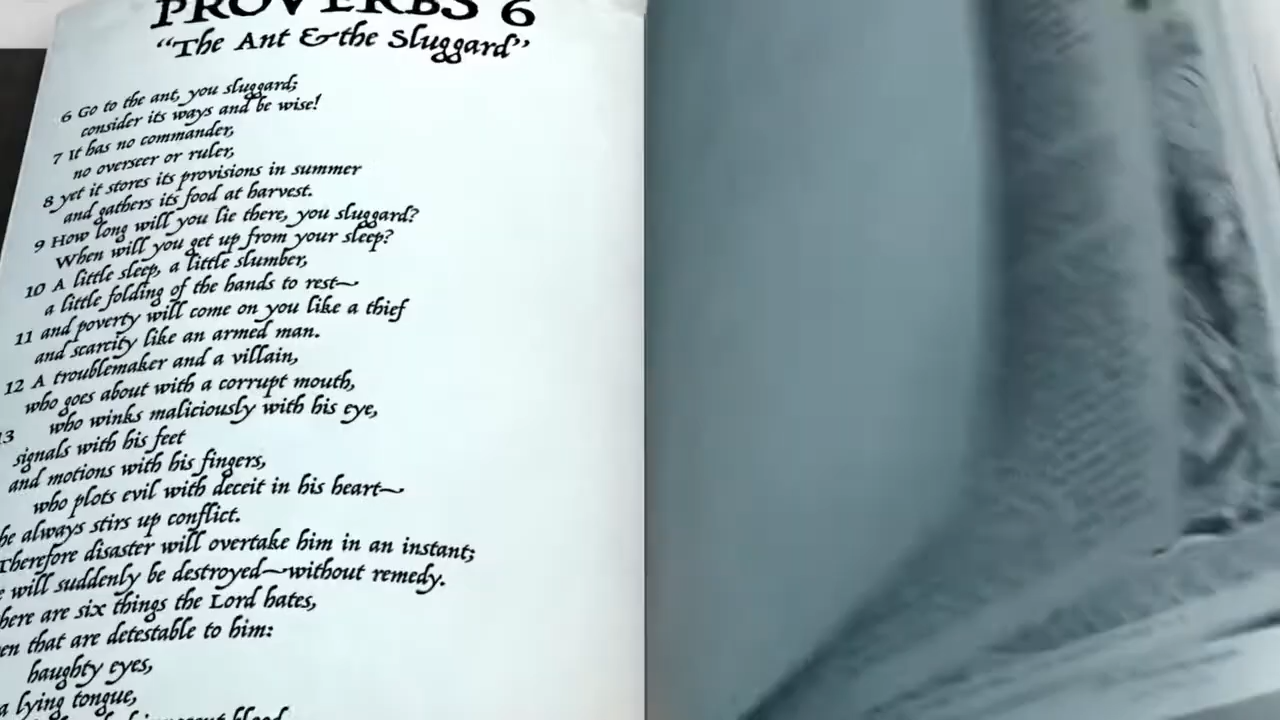 PROVERBS 6
“The Ant & the Sluggard”
6 Go to the ant, you sluggard;
consider its ways and be wise!
7 It has no commander,
no overseer or ruler,
8 yet it stores its provisions in summer
and gathers its food at harvest.
9 How long will you lie there, you sluggard?
When will you get up from your sleep?
10 A little sleep, a little slumber,
a little folding of the hands to rest—
11 and poverty will come on you like a thief
and scarcity like an armed man.
12 A troublemaker and a villain,
who goes about with a corrupt mouth,
13 who winks maliciously with his eye,
signals with his feet
and motions with his fingers,
who plots evil with deceit in his heart—
he always stirs up conflict.
Therefore disaster will overtake him in an instant;
will suddenly be destroyed—without remedy.
here are six things the Lord hates,
en that are detestable to him:
haughty eyes,
a lying tongue,
innocent blood